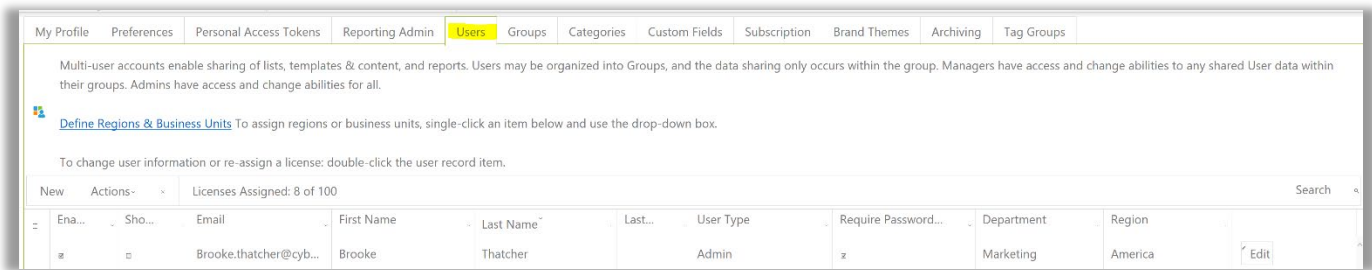 My Profile Preferences Personal Access Tokens Reporting Admin Users Groups Categories Custom Fields Subscription Brand Themes Archiving Tag Groups
Multi-user accounts enable sharing of lists, templates & content, and reports. Users may be organized into Groups, and the data sharing only occurs within the group. Managers have access and change abilities to any shared User data within
their groups. Admins have access and change abilities for all.
Define Regions & Business Units To assign regions or business units, single-click an item below and use the drop-down box.
To change user information or re-assign a license: double-click the user record item.
New Actions Licenses Assigned: 8 of 100 Search
Ena... Sho... Email First Name Last Name Last... User Type Require Password... Department Region
Brooke.thatcher@cyb... Brooke Thatcher Admin Marketing America Edit